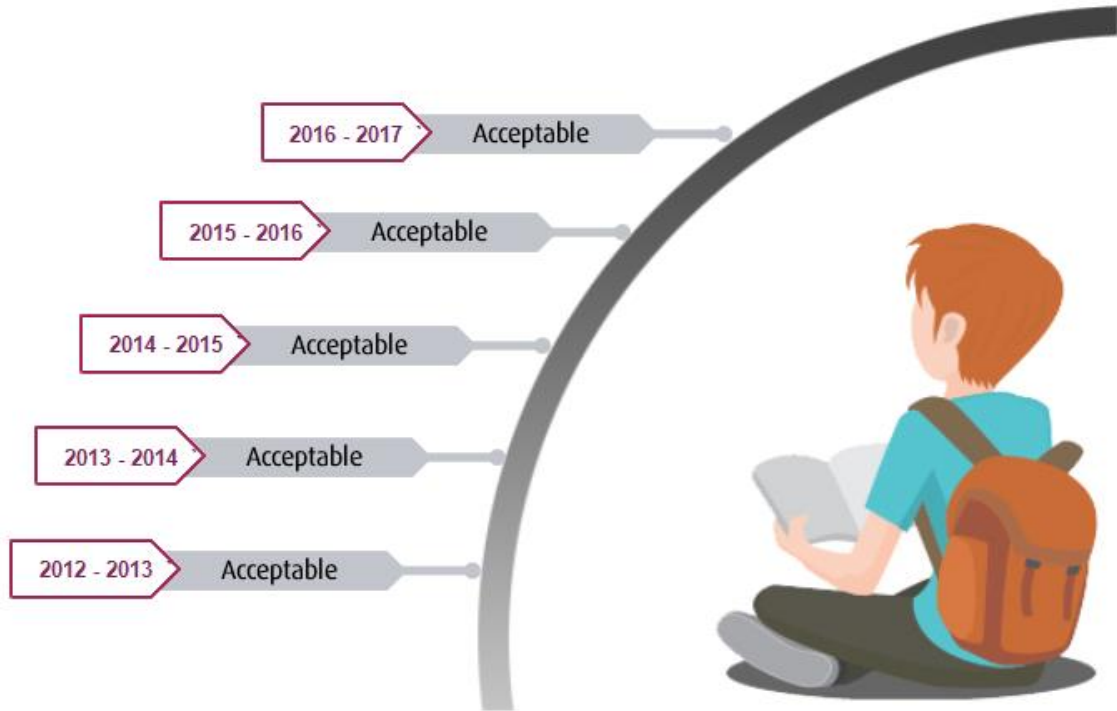 2016 - 2017 Acceptable
2015 - 2016 Acceptable
2014 - 2015 Acceptable
2013 - 2014 Acceptable
2012 - 2013 Acceptable